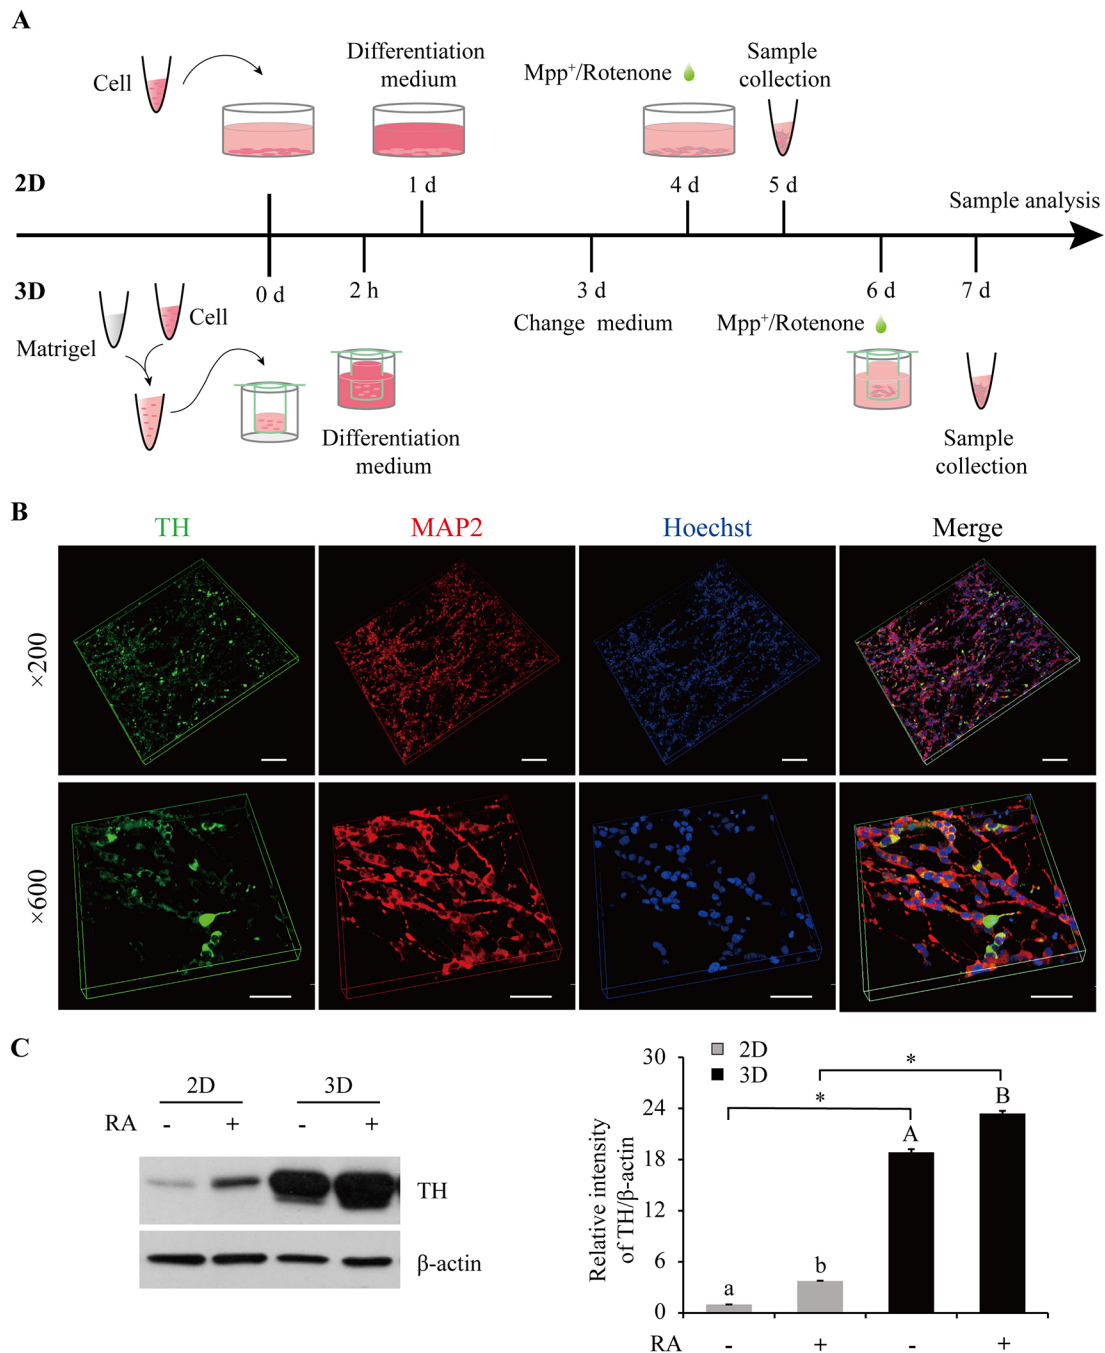 A
Cell
Differentiation
medium
Mpp⁺/Rotenone
Sample
collection
2D
1 d
4 d
5 d
Sample analysis
3D
0 d
2 h
3 d
6 d
7 d
Matrigel
Cell
Change medium
Mpp⁺/Rotenone
Differentiation
medium
Sample
collection
B
TH
MAP2
Hoechst
Merge
×200
×600
C
2D
3D
RA
-
+
-
+
TH
β-actin
2D
3D
Relative intensity
of TH/β-actin
30
24
18
12
6
0
*
*
a
b
A
B
RA
-
+
-
+